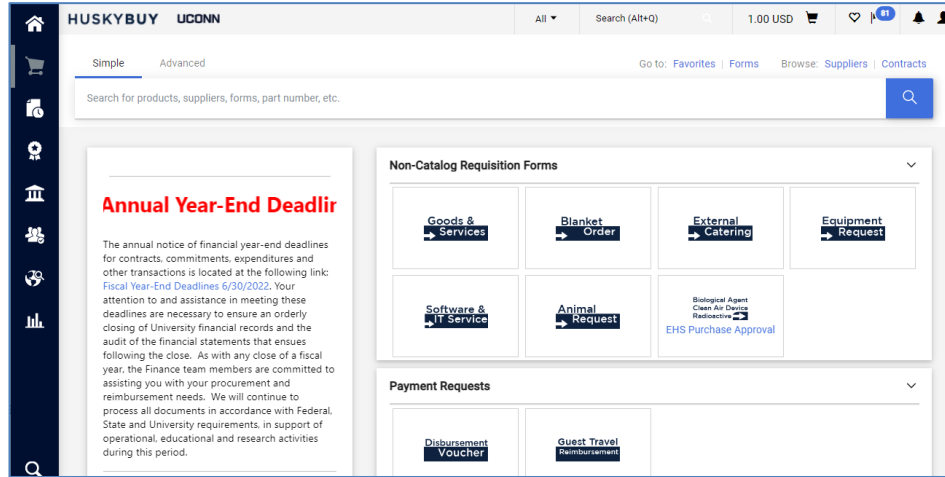 HUSKYBUY UCONN
All Search (Alt+Q) 1.00 USD 81
Simple Advanced
Go to: Favorites | Forms Browse: Suppliers | Contracts
Search for products, suppliers, forms, part number, etc.
Annual Year-End Deadlin
The annual notice of financial year-end deadlines
for contracts, commitments, expenditures and
other transactions is located at the following link:
Fiscal Year-End Deadlines 6/30/2022. Your
attention to and assistance in meeting these
deadlines are necessary to ensure an orderly
closing of University financial records and the
audit of the financial statements that ensues
following the close. As with any close of a fiscal
year, the Finance team members are committed to
assisting you with your procurement and
reimbursement needs. We will continue to
process all documents in accordance with Federal,
State and University requirements, in support of
operational, educational and research activities
during this period.
Non-Catalog Requisition Forms
Goods &
Services
Blanket
Order
External
Catering
Equipment
Request
Software &
IT Service
Animal
Request
Biological Agent
Clean Air Device
Radioactive
EHS Purchase Approval
Payment Requests
Disbursement
Voucher
Guest Travel
Reimbursement